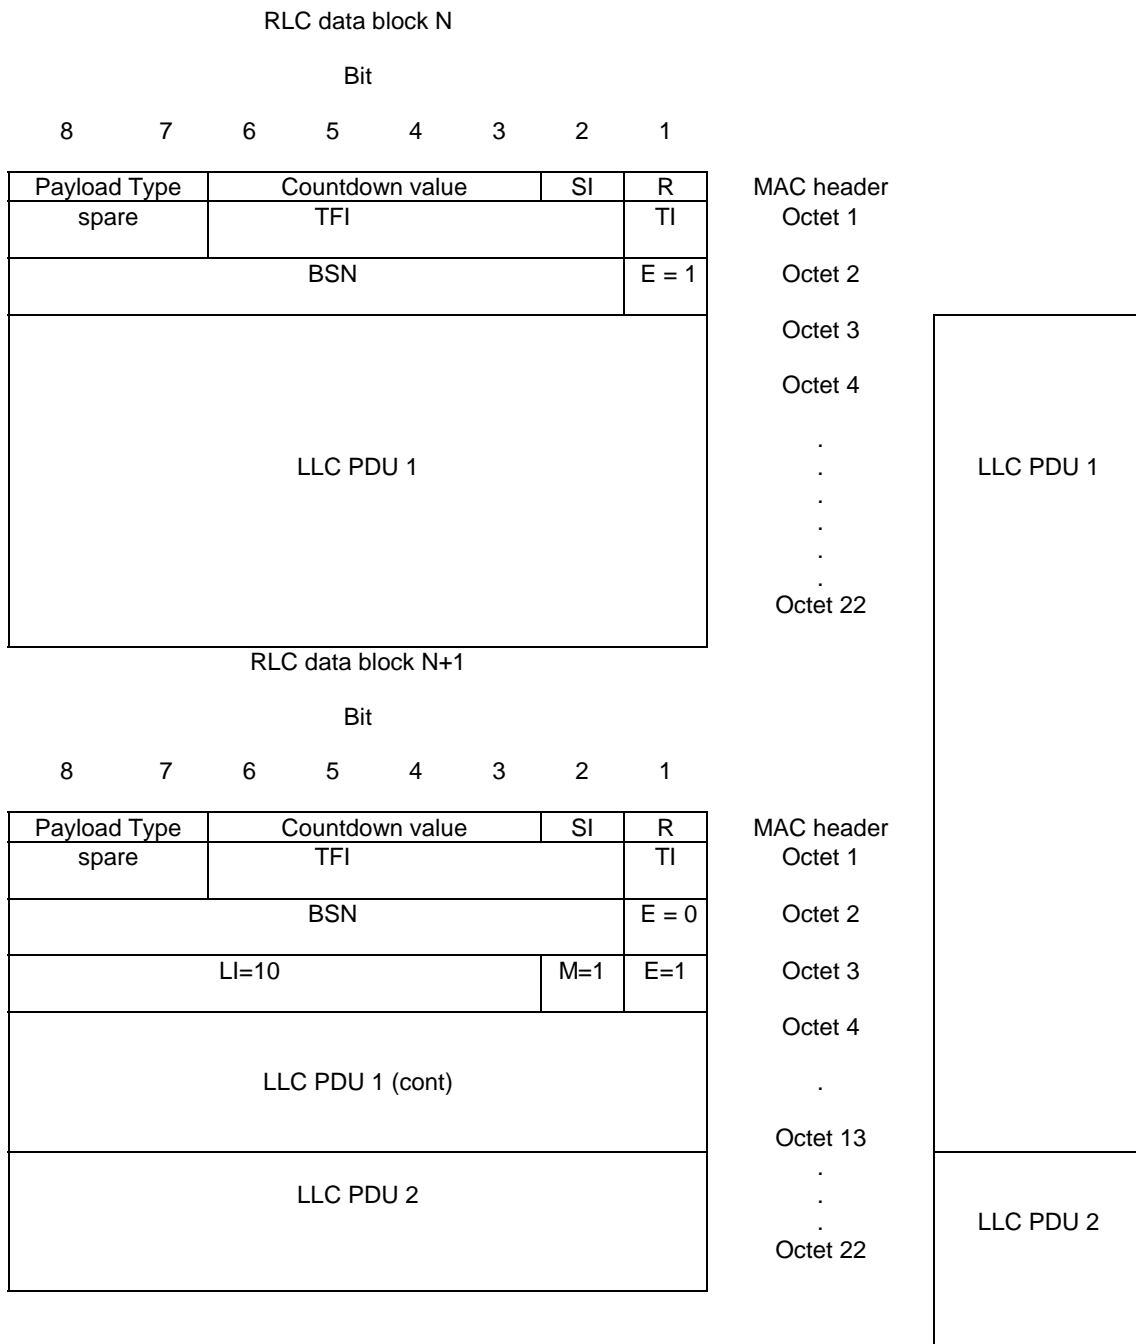 RLC data block N
Bit
8 7 6 5 4 3 2 1
Payload Type Countdown value SI R MAC header
spare TFI TI Octet 1
BSN E = 1 Octet 2
Octet 3
Octet 4
.
LLC PDU 1 . LLC PDU 1
.
.
.
.
Octet 22
RLC data block N+1
Bit
8 7 6 5 4 3 2 1
Payload Type Countdown value SI R MAC header
spare TFI TI Octet 1
BSN E = 0 Octet 2
LI=10 M=1 E=1 Octet 3
Octet 4
LLC PDU 1 (cont) .
Octet 13
.
LLC PDU 2 .
. LLC PDU 2
Octet 22